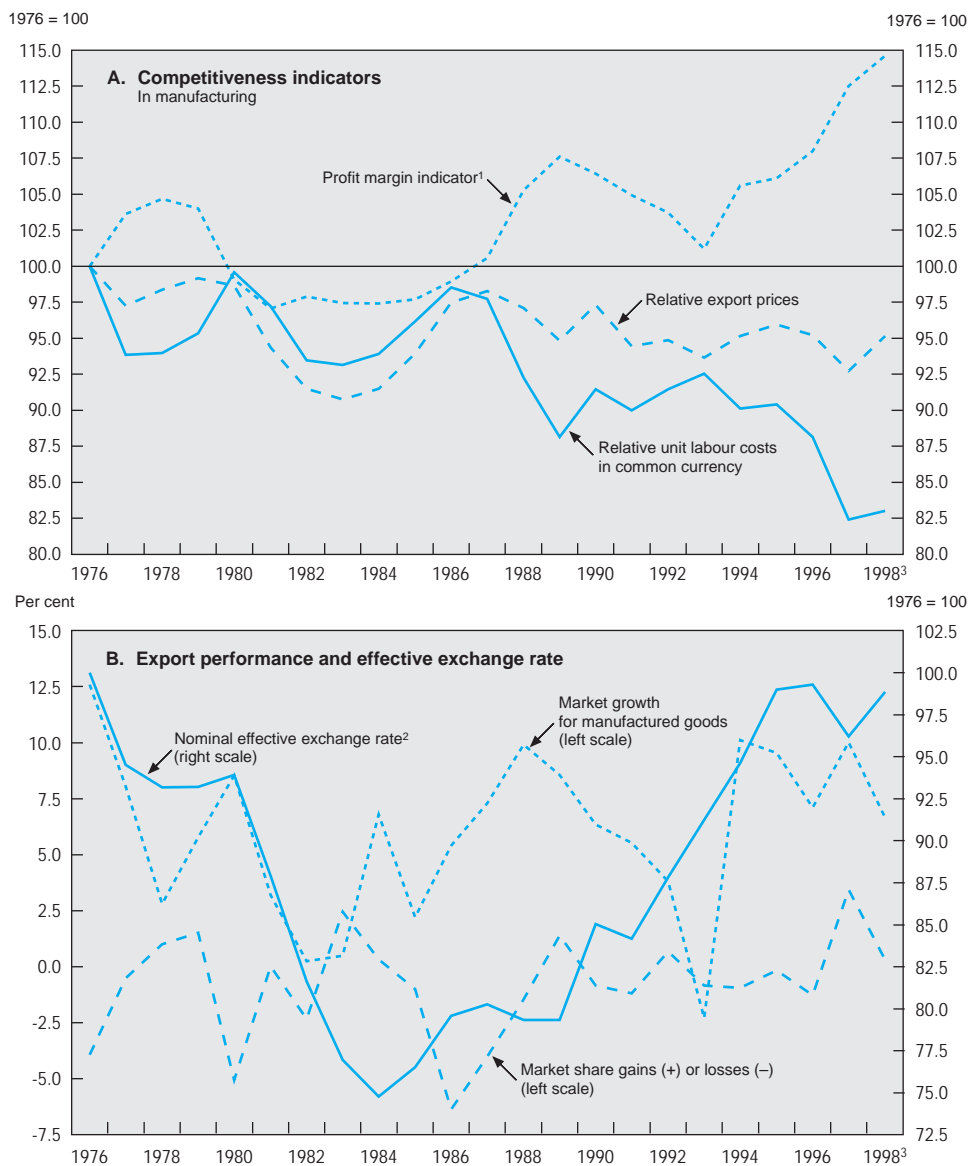 1976 = 100 1976 = 100
115.0 115.0
A. Competitiveness indicators
112.5 112.5
In manufacturing
110.0 110.0
107.5 107.5
Profit margin indicator¹
105.0 105.0
102.5 102.5
100.0 100.0
Relative export prices
97.5 97.5
95.0 95.0
92.5 92.5
90.0 90.0
Relative unit labour costs
in common currency
87.5 87.5
85.0 85.0
82.5 82.5
80.0 80.0
1976 1978 1980 1982 1984 1986 1988 1990 1992 1994 1996 1998³
Per cent 1976 = 100
15.0 102.5
B. Export performance and effective exchange rate
12.5 100.0
Market growth
for manufactured goods
(left scale)
Nominal effective exchange rate²
(right scale)
10.0 97.5
7.5 95.0
5.0 92.5
2.5 90.0
0.0 87.5
-2.5 85.0
-5.0 82.5
-7.5 80.0
77.5
75.0
72.5
Market share gains (+) or losses (–)
(left scale)
1976 1978 1980 1982 1984 1986 1988 1990 1992 1994 1996 1998³